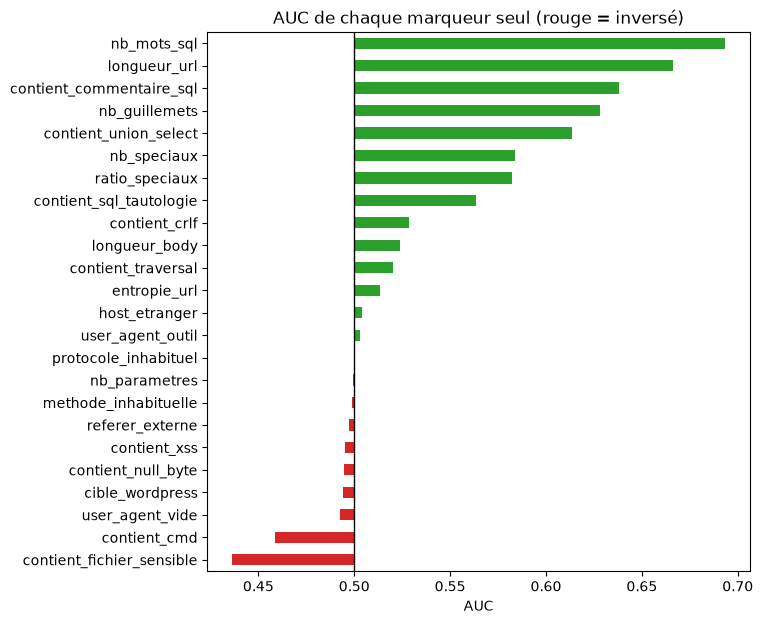 AUC de chaque marqueur seul (rouge = inversé)
nb_mots_sql
longueur_url
contient_commentaire_sql
nb_guillemets
contient_union_select
nb_speciaux
ratio_speciaux
contient_sql_tautologie
contient_crlf
longueur_body
contient_traversal
entropie_url
host_etranger
user_agent_outil
protocole_inhabituel
nb_parametres
methode_inhabituelle
referer_externe
contient_xss
contient_null_byte
cible_wordpress
user_agent_vide
contient_cmd
contient_fichier_sensible
0.45 0.50 0.55 0.60 0.65 0.70
AUC